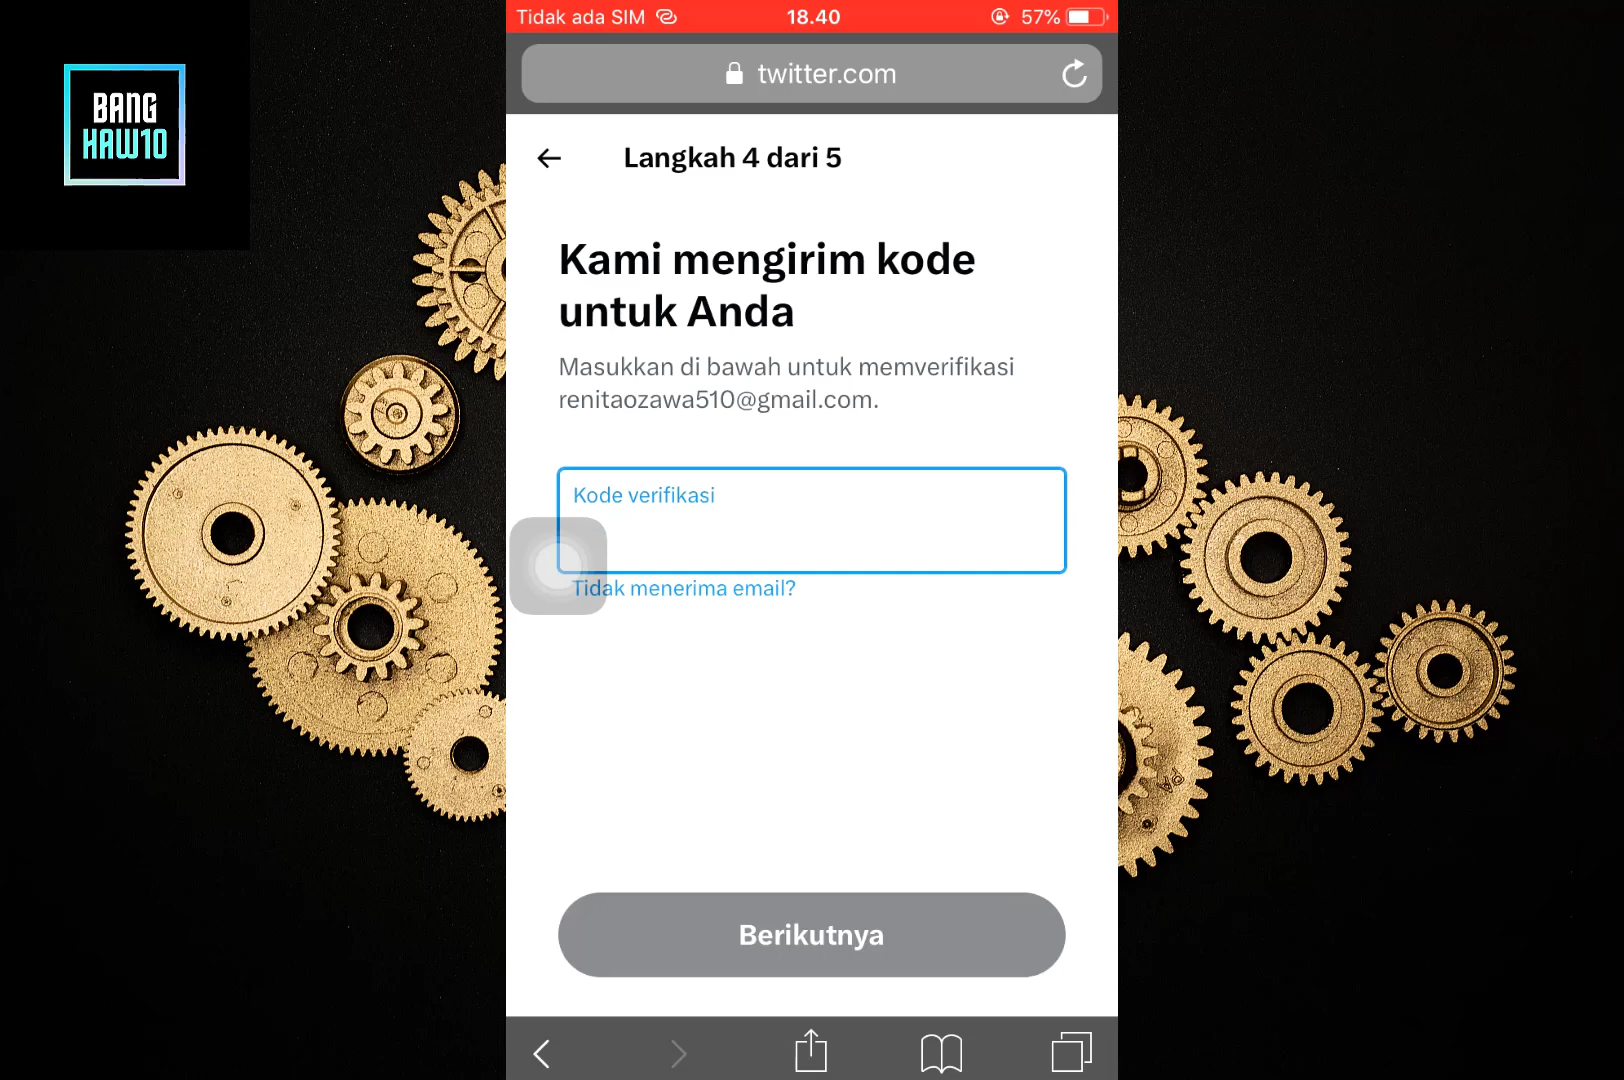 BANG
HAW10
Tidak ada SIM
18.40
57%
twitter.com
Langkah 4 dari 5
Kami mengirim kode
untuk Anda
Masukkan di bawah untuk memverifikasi
renitaozawa510@gmail.com.
Kode verifikasi
Tidak menerima email?
Berikutnya